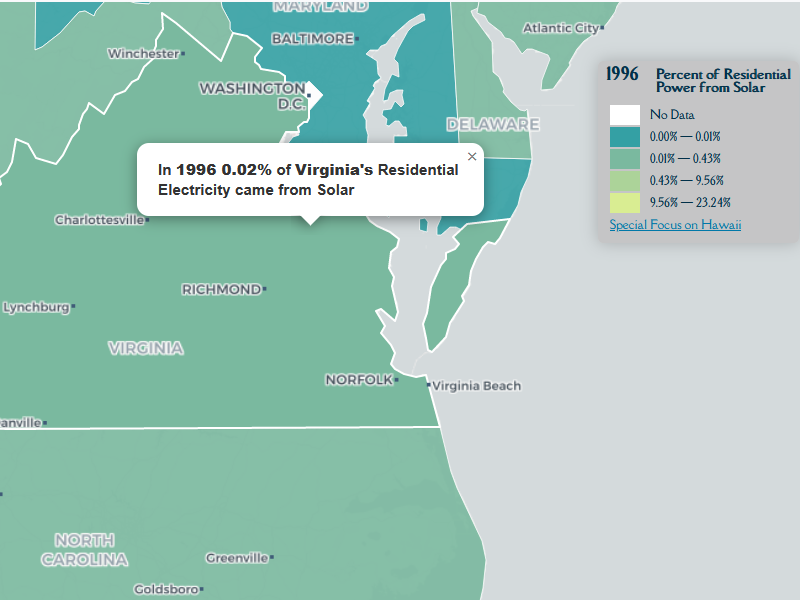 MARYLAND
Atlantic City
BALTIMORE
Winchester
WASHINGTON
D.C.
DELAWARE
1996 Percent of Residential
Power from Solar
No Data
0.00% — 0.01%
0.01% — 0.43%
0.43% — 9.56%
9.56% — 23.24%
Special Focus on Hawaii
×
In 1996 0.02% of Virginia's Residential
Electricity came from Solar
Charlottesville
RICHMOND
Lynchburg
VIRGINIA
NORFOLK
Virginia Beach
anville
NORTH
CAROLINA
Greenville
Goldsboro